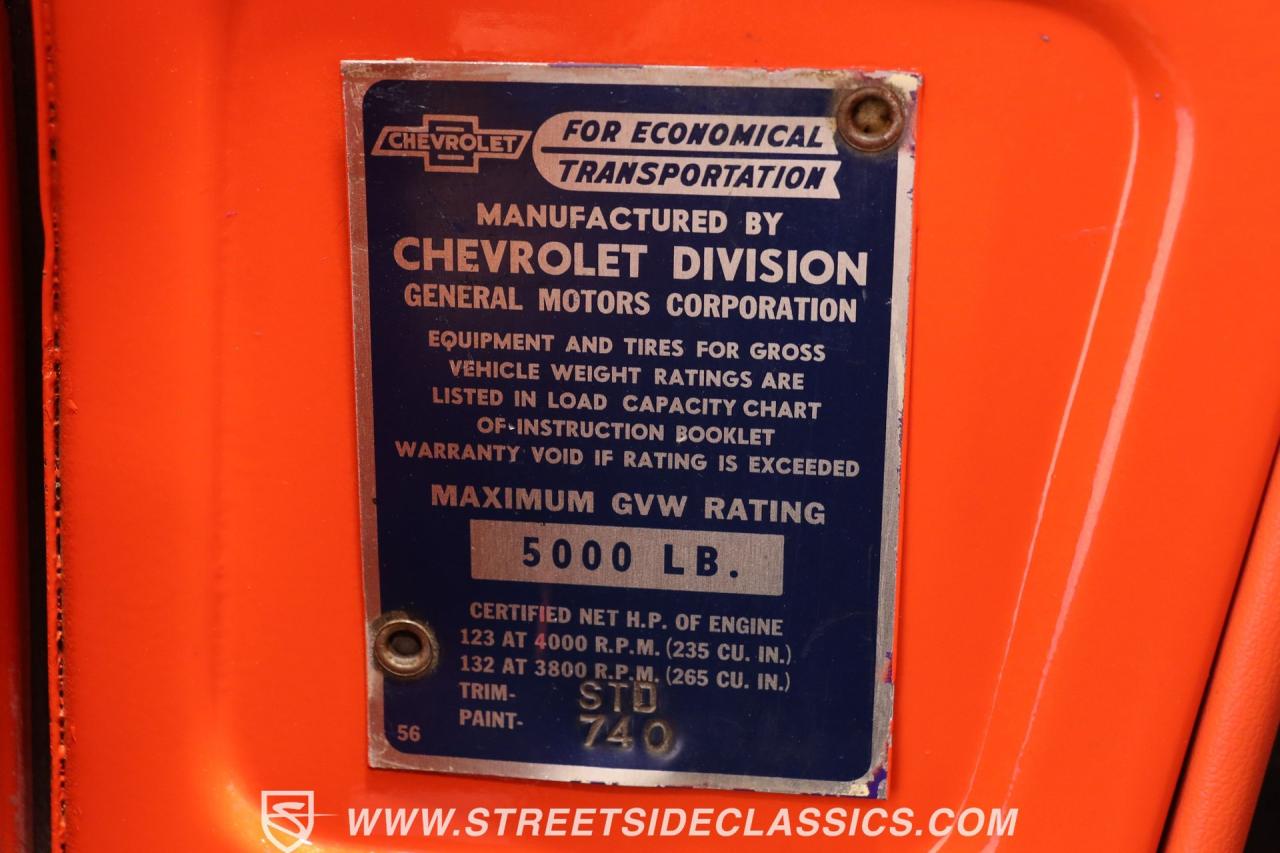 CHEVROLET
FOR ECONOMICAL
TRANSPORTATION
MANUFACTURED BY
CHEVROLET DIVISION
GENERAL MOTORS CORPORATION
EQUIPMENT AND TIRES FOR GROSS
VEHICLE WEIGHT RATINGS ARE
LISTED IN LOAD CAPACITY CHART
OF INSTRUCTION BOOKLET
WARRANTY VOID IF RATING IS EXCEEDED
MAXIMUM GVW RATING
5000 LB.
CERTIFIED NET H.P. OF ENGINE
123 AT 4000 R.P.M. (235 CU. IN.)
132 AT 3800 R.P.M. (265 CU. IN.)
TRIM- STD
PAINT- 740
56
WWW.STREETSIDECLASSICS.COM